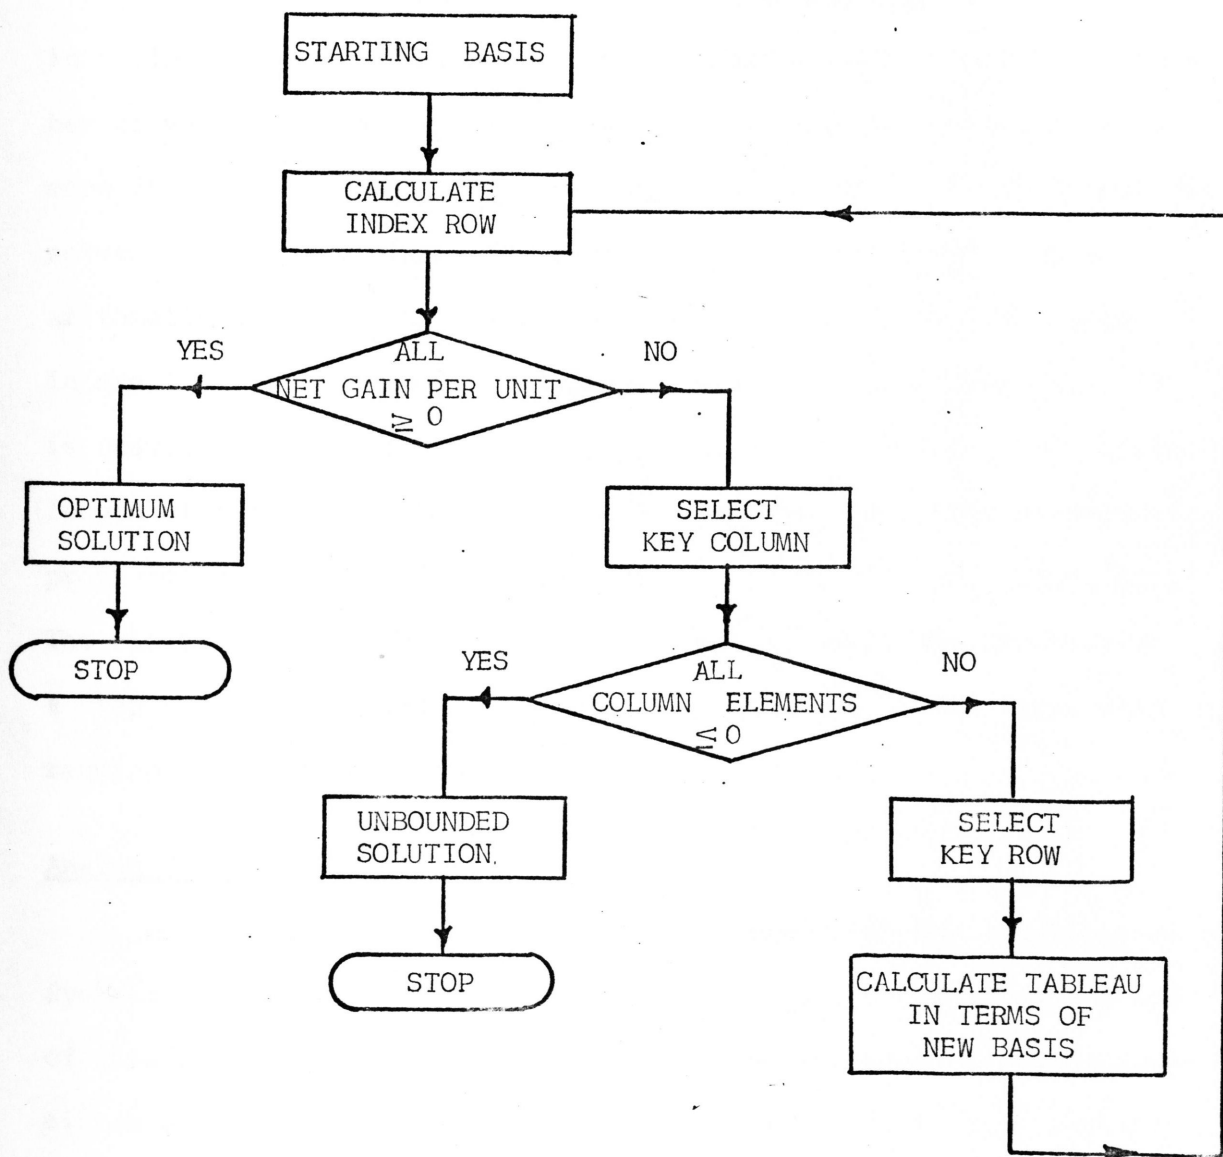 STARTING BASIS
CALCULATE
INDEX ROW
YES
ALL
NO
NET GAIN PER UNIT
≥ 0
OPTIMUM
SOLUTION
SELECT
KEY COLUMN
STOP
YES
ALL
NO
COLUMN ELEMENTS
≤ 0
UNBOUNDED
SOLUTION.
SELECT
KEY ROW
STOP
CALCULATE TABLEAU
IN TERMS OF
NEW BASIS